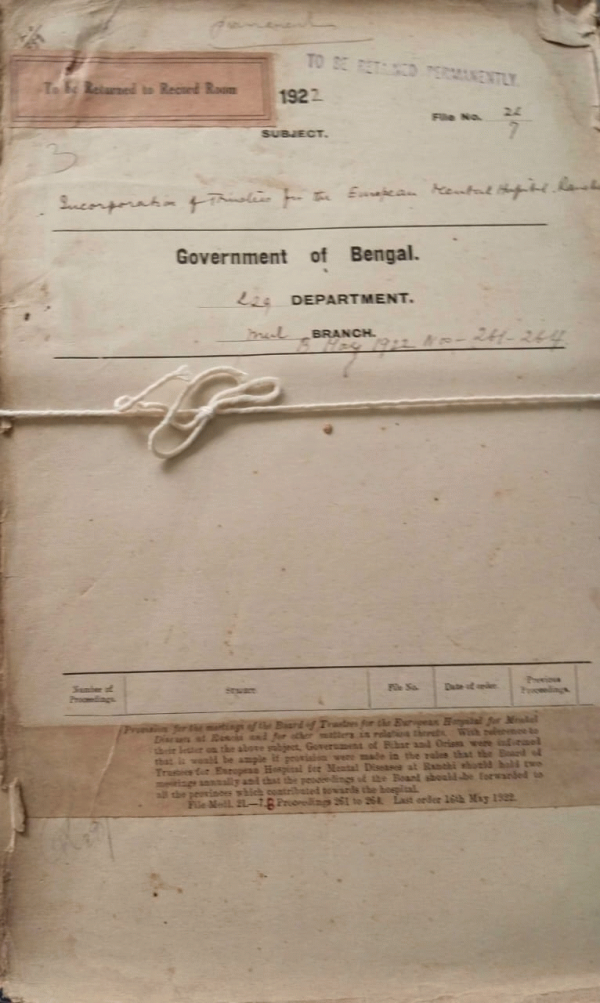 permanent
TO BE RETAINED PERMANENTLY.
To Be Returned to Record Room
1922
File No. 2L/7
SUBJECT.
3
Incorporation of Trustees for the European Mental Hospital. Ranchi
Government of Bengal.
LSG DEPARTMENT.
Medl BRANCH.
B May 1922 Nos- 261-264
Number of Proceedings.
SUBJECT
File No.
Date of order.
Previous Proceedings.
Provision for the meetings of the Board of Trustees for the European Hospital for Mental
Diseases at Ranchi and for other matters in relation thereto. With reference to
their letter on the above subject, Government of Bihar and Orissa were informed
that it would be ample if provision were made in the rules that the Board of
Trustees for European Hospital for Mental Diseases at Ranchi should hold two
meetings annually and that the proceedings of the Board should be forwarded to
all the provinces which contributed towards the hospital.
File Medl. 2L—7, B Proceedings 261 to 264. Last order 16th May 1922.